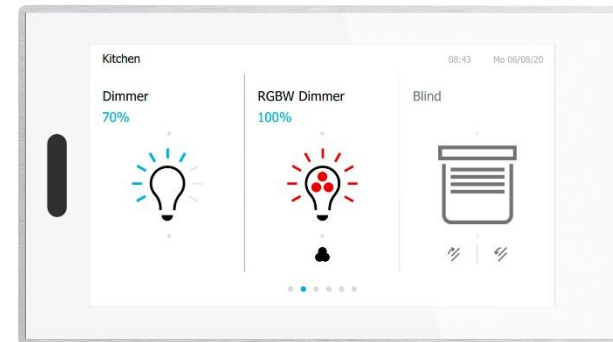 Kitchen
08:43 Mo 06/08/20
Dimmer
70%
RGBW Dimmer
100%
Blind